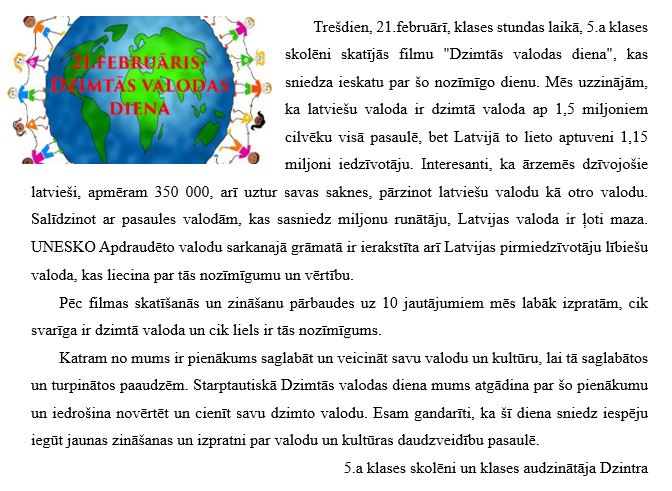 21.FEBRUĀRIS-
DZIMTĀS VALODAS
DIENA
Trešdien, 21.februārī, klases stundas laikā, 5.a klases
skolēni skatījās filmu "Dzimtās valodas diena", kas
sniedza ieskatu par šo nozīmīgo dienu. Mēs uzzinājām,
ka latviešu valoda ir dzimtā valoda ap 1,5 miljoniem
cilvēku visā pasaulē, bet Latvijā to lieto aptuveni 1,15
miljoni iedzīvotāju. Interesanti, ka ārzemēs dzīvojošie
latvieši, apmēram 350 000, arī uztur savas saknes, pārzinot latviešu valodu kā otro valodu.
Salīdzinot ar pasaules valodām, kas sasniedz miljonu runātāju, Latvijas valoda ir ļoti maza.
UNESKO Apdraudēto valodu sarkanajā grāmatā ir ierakstīta arī Latvijas pirmiedzīvotāju lībiešu
valoda, kas liecina par tās nozīmīgumu un vērtību.
Pēc filmas skatīšanās un zināšanu pārbaudes uz 10 jautājumiem mēs labāk izpratām, cik
svarīga ir dzimtā valoda un cik liels ir tās nozīmīgums.
Katram no mums ir pienākums saglabāt un veicināt savu valodu un kultūru, lai tā saglabātos
un turpinātos paaudzēm. Starptautiskā Dzimtās valodas diena mums atgādina par šo pienākumu
un iedrošina novērtēt un cienīt savu dzimto valodu. Esam gandarīti, ka šī diena sniedz iespēju
iegūt jaunas zināšanas un izpratni par valodu un kultūras daudzveidību pasaulē.
5.a klases skolēni un klases audzinātāja Dzintra